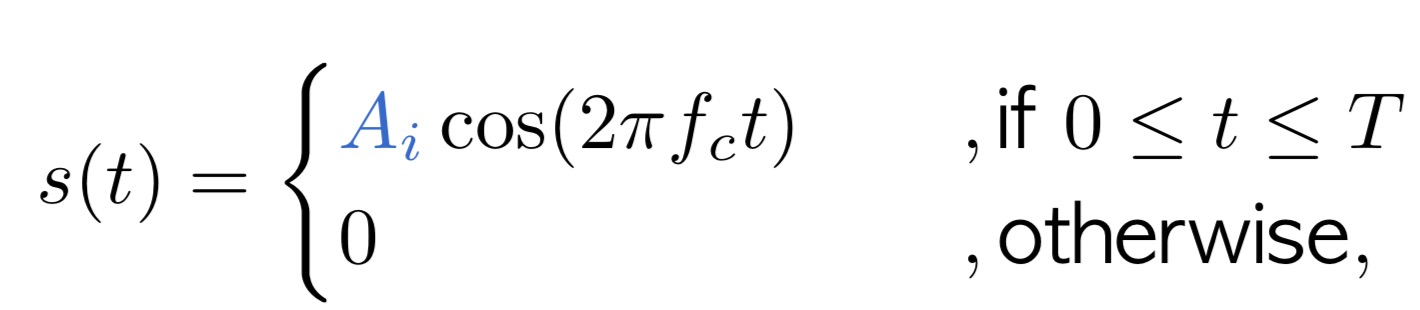 s(t) = { A_i cos(2πf_c t) , if 0 ≤ t ≤ T
0 , otherwise,